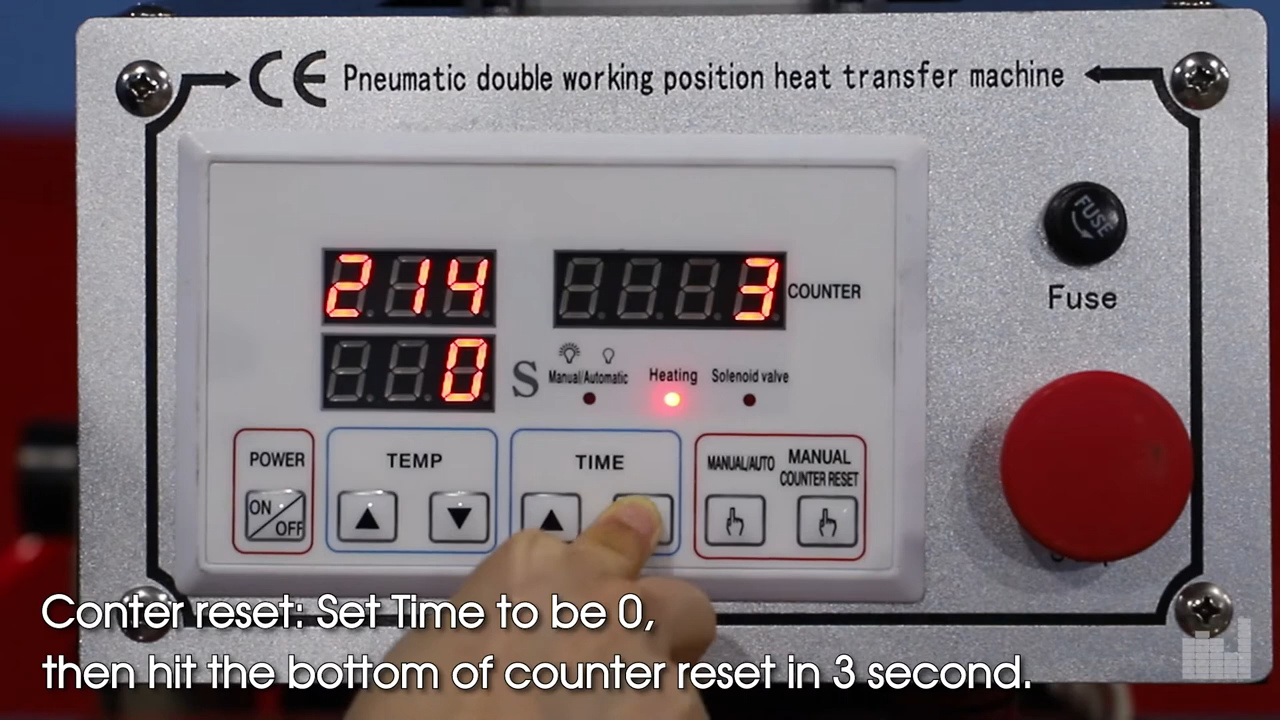 CE Pneumatic double working position heat transfer machine
FUSE
Fuse
214
3 COUNTER
0 S
Manual/Automatic Heating Solenoid valve
POWER
ON
OFF
TEMP
TIME
MANUAL/AUTO
MANUAL
COUNTER RESET
Conter reset: Set Time to be 0,
then hit the bottom of counter reset in 3 second.